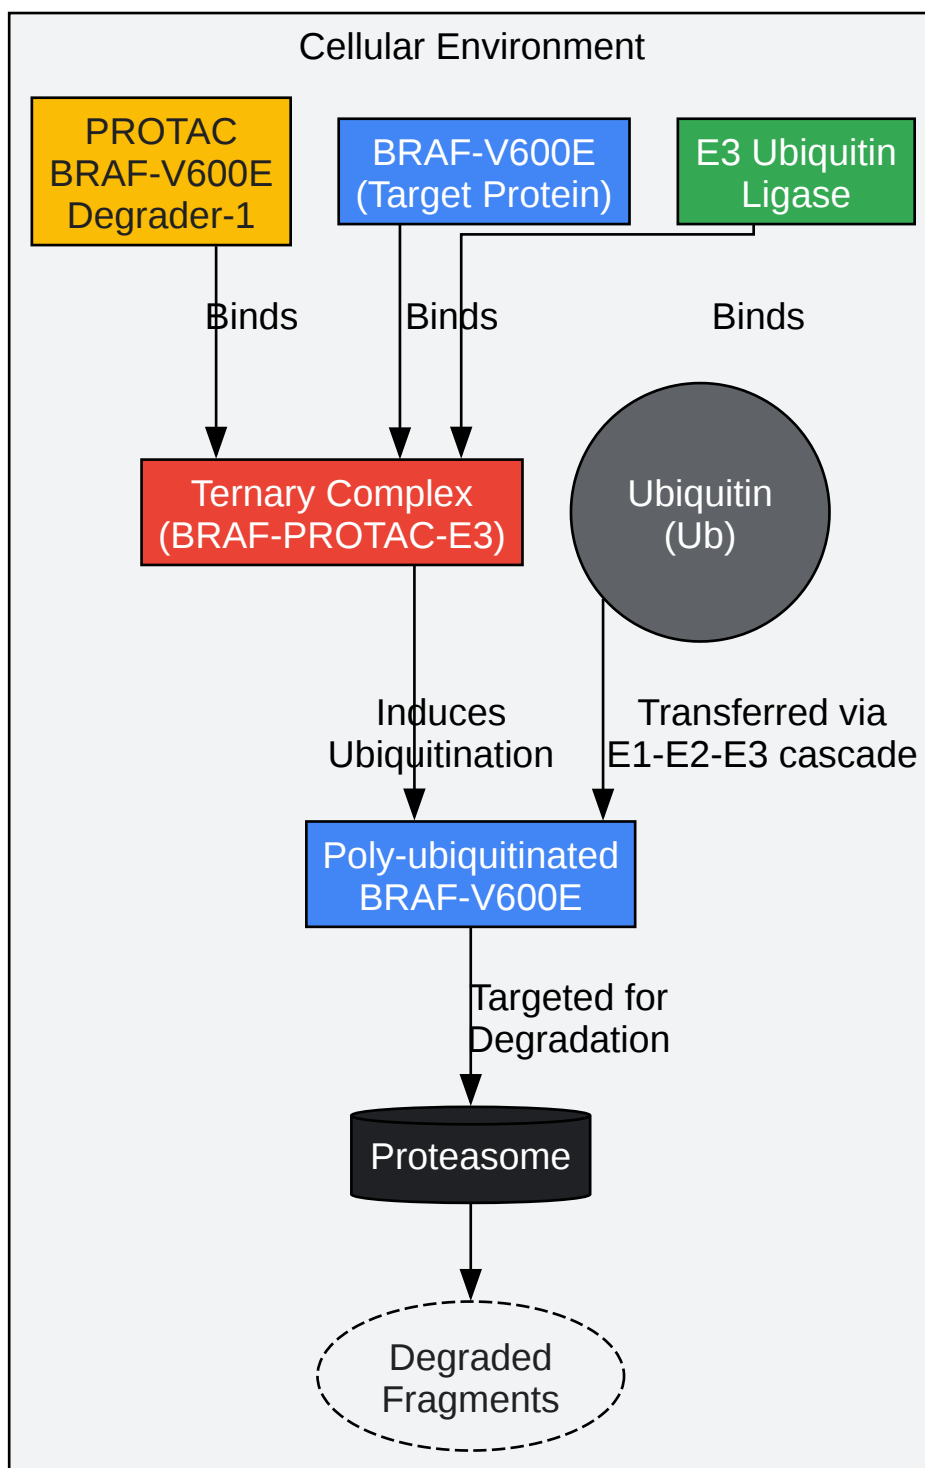 Cellular Environment
PROTAC
BRAF-V600E
Degrader-1
BRAF-V600E
(Target Protein)
E3 Ubiquitin
Ligase
Binds
Binds
Binds
Ternary Complex
(BRAF-PROTAC-E3)
Ubiquitin
(Ub)
Induces
Ubiquitination
Transferred via
E1-E2-E3 cascade
Poly-ubiquitinated
BRAF-V600E
Targeted for
Degradation
Proteasome
Degraded
Fragments